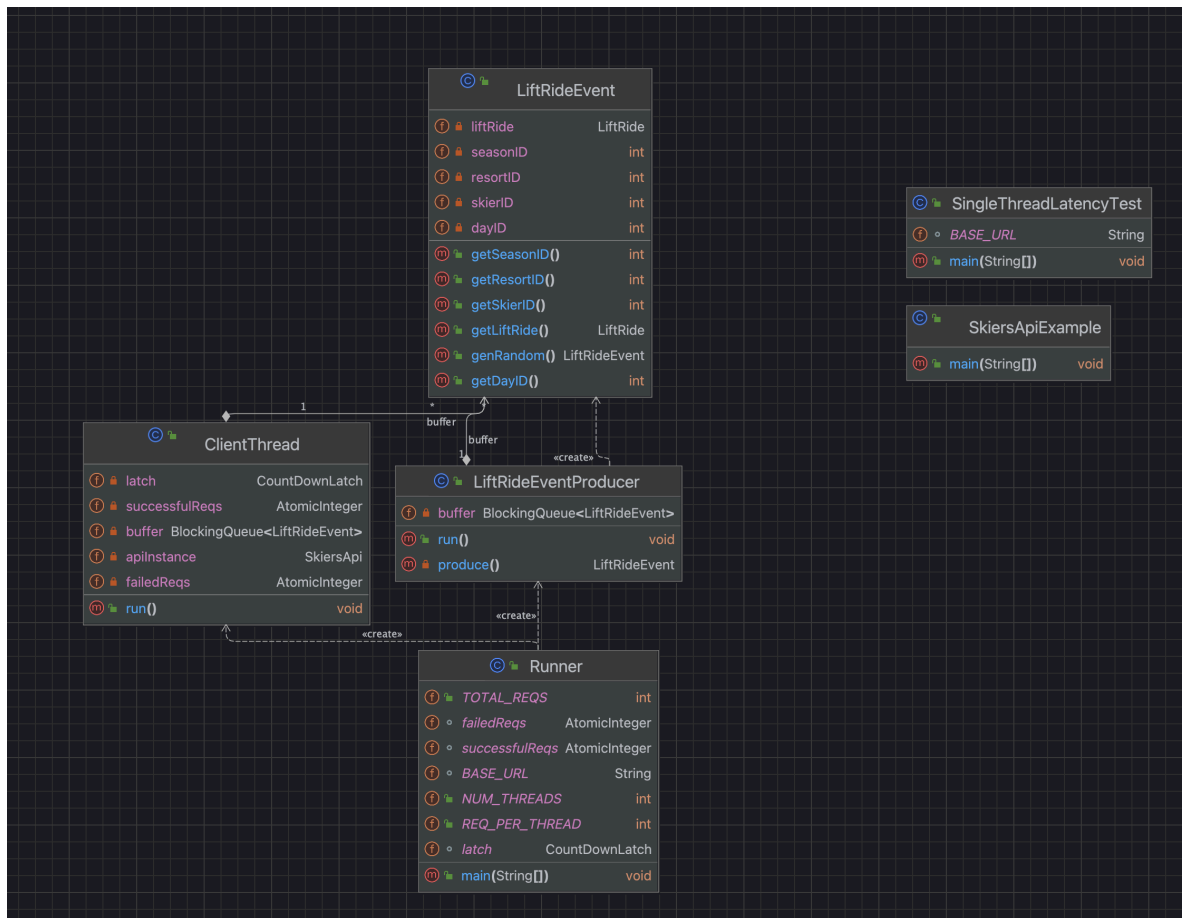 LiftRideEvent
liftRide LiftRide
seasonID int
resortID int
skierID int
dayID int
getSeasonID() int
getResortID() int
getSkierID() int
getLiftRide() LiftRide
genRandom() LiftRideEvent
getDayID() int
SingleThreadLatencyTest
BASE_URL String
main(String[]) void
SkiersApiExample
main(String[]) void
1
*
buffer
buffer
1
«create»
ClientThread
latch CountDownLatch
successfulReqs AtomicInteger
buffer BlockingQueue<LiftRideEvent>
apiInstance SkiersApi
failedReqs AtomicInteger
run() void
LiftRideEventProducer
buffer BlockingQueue<LiftRideEvent>
run() void
produce() LiftRideEvent
«create»
«create»
Runner
TOTAL_REQS int
failedReqs AtomicInteger
successfulReqs AtomicInteger
BASE_URL String
NUM_THREADS int
REQ_PER_THREAD int
latch CountDownLatch
main(String[]) void